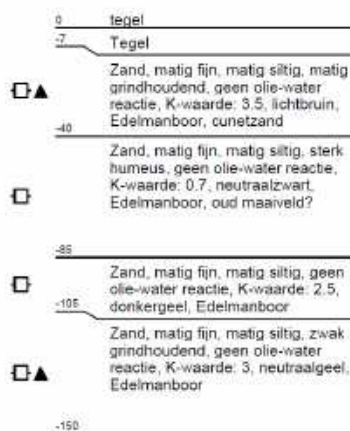 0 tegel
-7 Tegel
Zand, matig fijn, matig siltig, matig
grindhoudend, geen olie-water
reactie, K-waarde: 3.5, lichtbruin,
Edelmanboor, cunetzand
-40
Zand, matig fijn, matig siltig, sterk
humeus, geen olie-water reactie,
K-waarde: 0.7, neutraalzwart,
Edelmanboor, oud maaiveld?
-85
Zand, matig fijn, matig siltig, geen
olie-water reactie, K-waarde: 2.5,
donkergeel, Edelmanboor
-105
Zand, matig fijn, matig siltig, zwak
grindhoudend, geen olie-water
reactie, K-waarde: 3, neutraalgeel,
Edelmanboor
-150